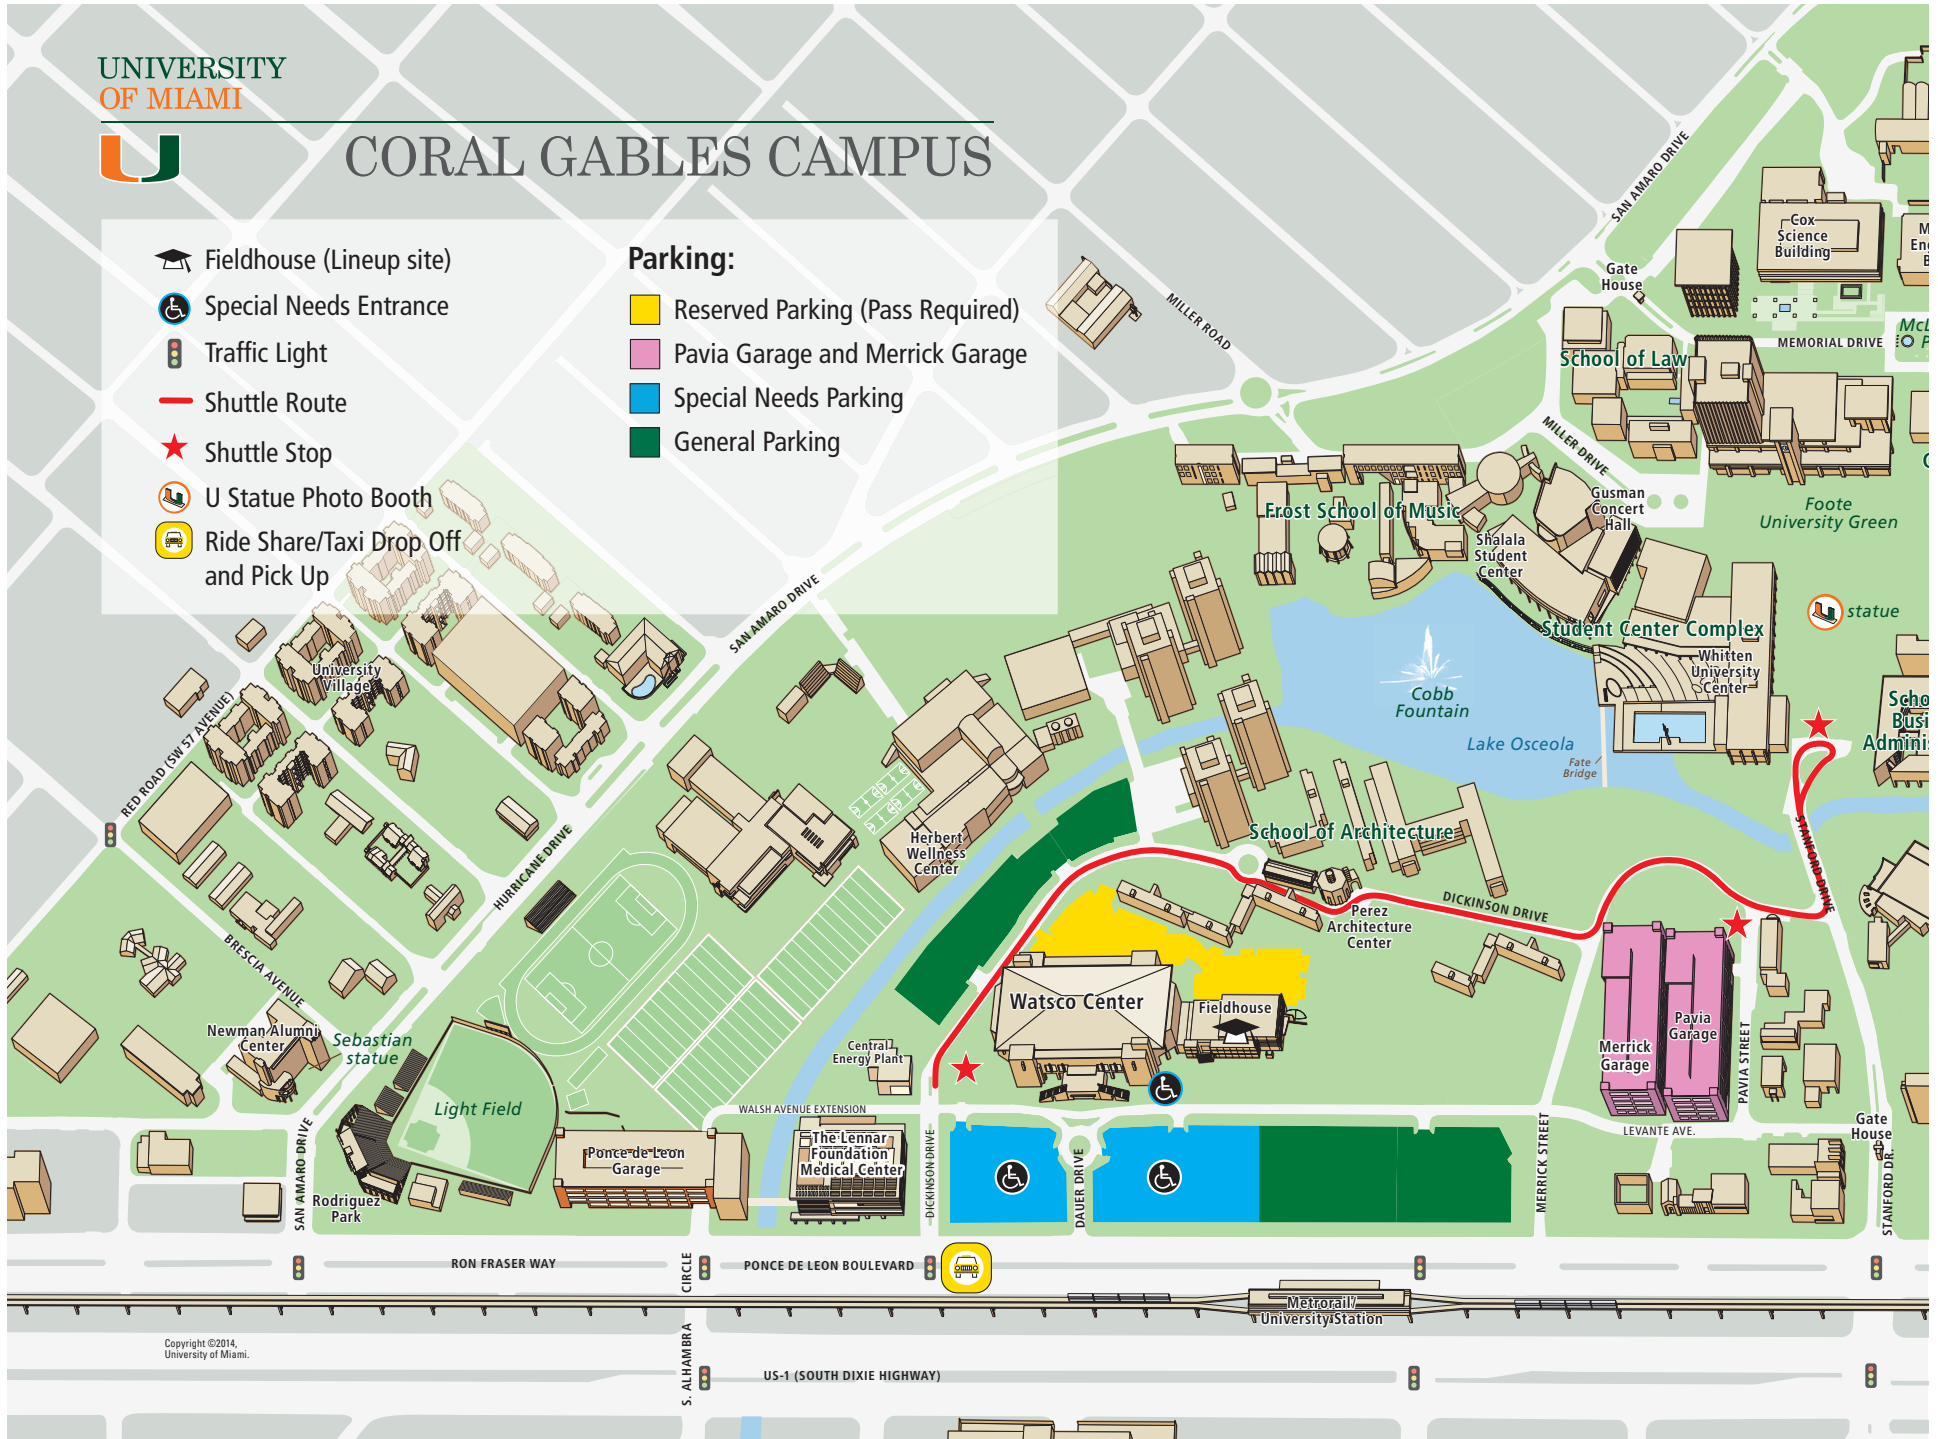 UNIVERSITY
OF MIAMI
CORAL GABLES CAMPUS
Fieldhouse (Lineup site)
Special Needs Entrance
Traffic Light
Shuttle Route
Shuttle Stop
U Statue Photo Booth
Ride Share/Taxi Drop Off
and Pick Up
Parking:
Reserved Parking (Pass Required)
Pavia Garage and Merrick Garage
Special Needs Parking
General Parking
SAN AMARO DRIVE
MILLER ROAD
Cox
Science
Building
Gate
House
MEMORIAL DRIVE
School of Law
MILLER DRIVE
Gusman
Concert
Hall
Foote
University Green
Frost School of Music
Shalala
Student
Center
Student Center Complex
statue
Whitten
University
Center
Cobb
Fountain
Lake Osceola
Fate
Bridge
STANFORD DRIVE
SAN AMARO DRIVE
University
Village
RED ROAD (SW 57 AVENUE)
HURRICANE DRIVE
BRESCIA AVENUE
Herbert
Wellness
Center
School of Architecture
DICKINSON DRIVE
Perez
Architecture
Center
Watsco Center
Fieldhouse
Newman Alumni
Center
Sebastian
statue
Central
Energy Plant
Merrick
Garage
Pavia
Garage
PAVIA STREET
Light Field
WALSH AVENUE EXTENSION
The Lennar
Foundation
Medical Center
Ponce de Leon
Garage
DICKINSON DRIVE
DAUER DRIVE
MERRICK STREET
LEVANTE AVE.
Gate
House
STANFORD DR.
SAN AMARO DRIVE
Rodriguez
Park
RON FRASER WAY
S. ALHAMBRA CIRCLE
PONCE DE LEON BOULEVARD
Metrorail/
University Station
Copyright ©2014,
University of Miami.
US-1 (SOUTH DIXIE HIGHWAY)